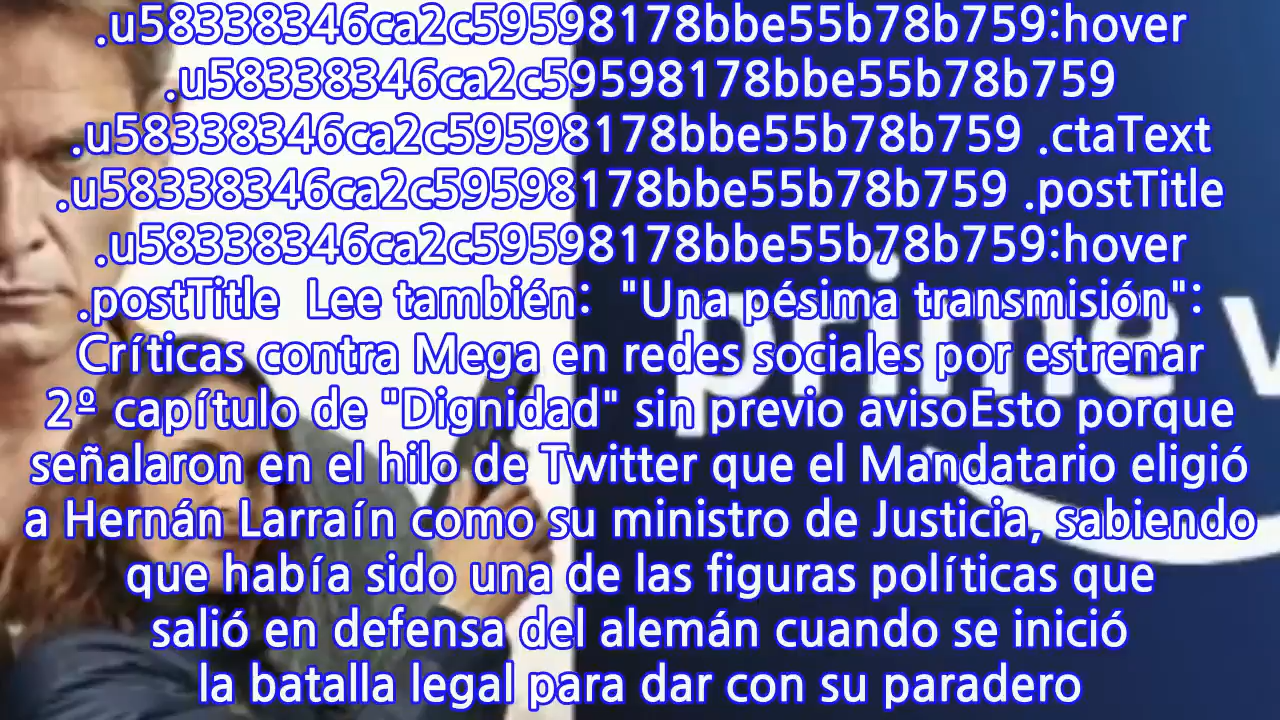 .u58338346ca2c59598178bbe55b78b759:hover
.u58338346ca2c59598178bbe55b78b759
.u58338346ca2c59598178bbe55b78b759 .ctaText
.u58338346ca2c59598178bbe55b78b759 .postTitle
.u58338346ca2c59598178bbe55b78b759:hover
.postTitle  Lee también:  "Una pésima transmisión":
Críticas contra Mega en redes sociales por estrenar
2º capítulo de "Dignidad" sin previo avisoEsto porque
señalaron en el hilo de Twitter que el Mandatario eligió
a Hernán Larraín como su ministro de Justicia, sabiendo
que había sido una de las figuras políticas que
salió en defensa del alemán cuando se inició
la batalla legal para dar con su paradero
prime v